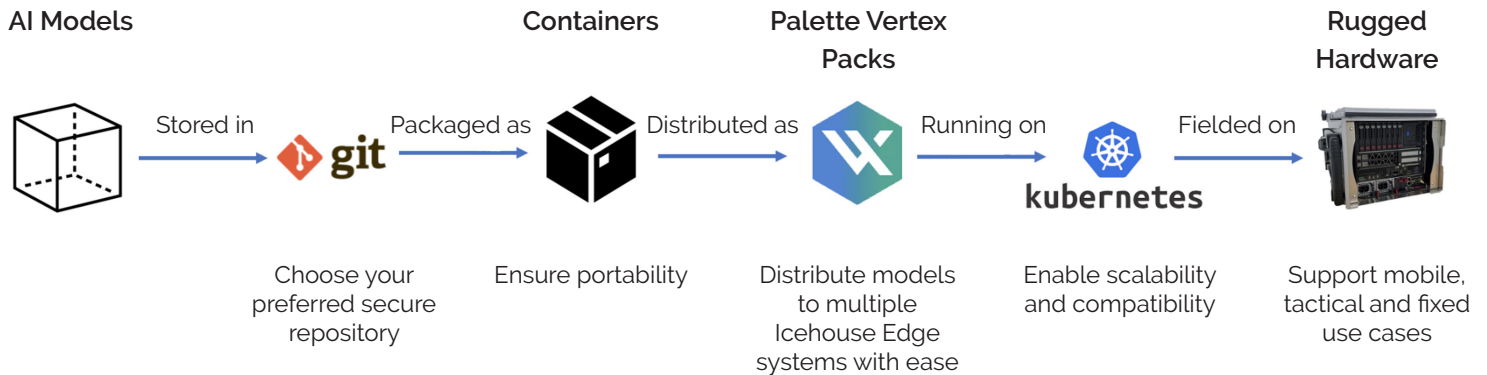 AI Models
Containers
Palette Vertex
Packs
Rugged
Hardware
Stored in
git
Packaged as
Distributed as
Running on
kubernetes
Fielded on
Choose your
preferred secure
repository
Ensure portability
Distribute models
to multiple
Icehouse Edge
systems with ease
Enable scalability
and compatibility
Support mobile,
tactical and fixed
use cases